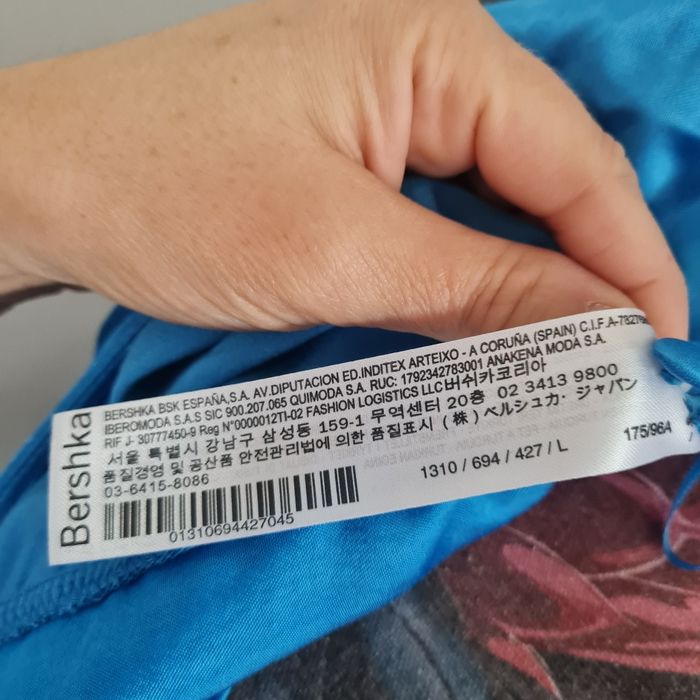 Bershka
BERSHKA BSK ESPAÑA,S.A. AV.DIPUTACION ED.INDITEX ARTEIXO - A CORUÑA (SPAIN) C.I.F.
IBEROMODA S.A.S SIC 900.207.065 QUIMODA S.A. RUC: 1792342783001 ANAKENA MODA S.A.
RIF J- 30777450-9 Reg N°0000012TI-02 FASHION LOGISTICS LLC버쉬카코리아
서울 특별시 강남구 삼성동 159-1 무역센터 20층 02 3413 9800
품질경영 및 공산품 안전관리법에 의한 품질표시 (株) ベルシュカ・ジャパン
03-6415-8086
01310694427045
1310 / 694 / 427 / L
175/96A